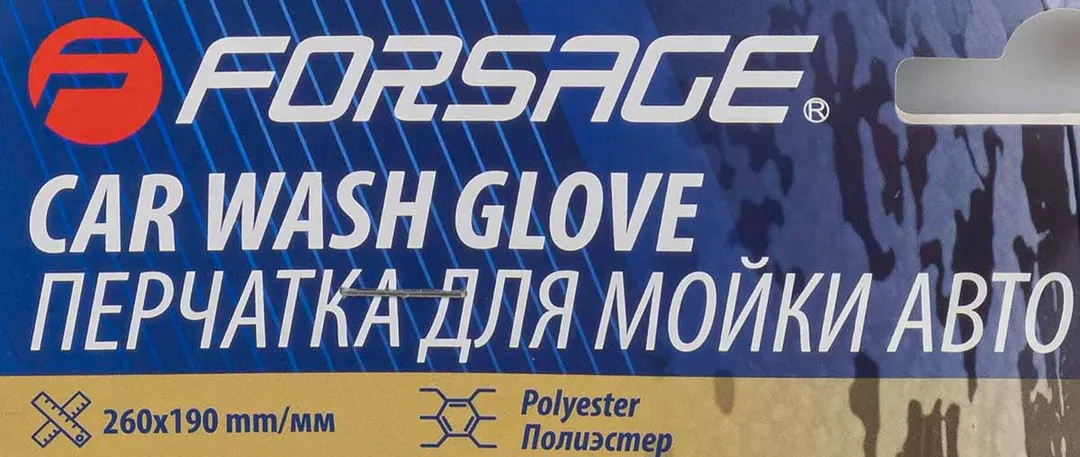 FORSAGE®
CAR WASH GLOVE
ПЕРЧАТКА ДЛЯ МОЙКИ АВТО
260x190 mm/мм
Polyester
Полиэстер